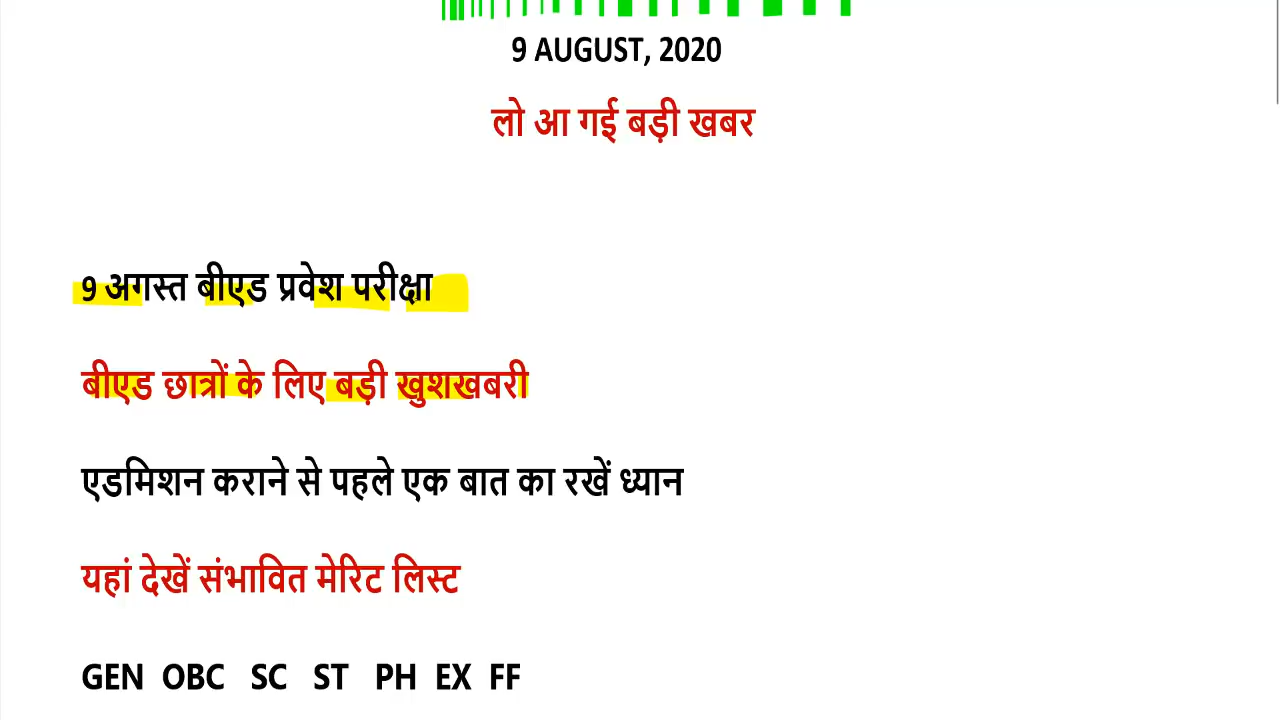 9 AUGUST, 2020
लो आ गई बड़ी खबर
9 अगस्त बीएड प्रवेश परीक्षा
बीएड छात्रों के लिए बड़ी खुशखबरी
एडमिशन कराने से पहले एक बात का रखें ध्यान
यहां देखें संभावित मेरिट लिस्ट
GEN OBC SC ST PH EX FF